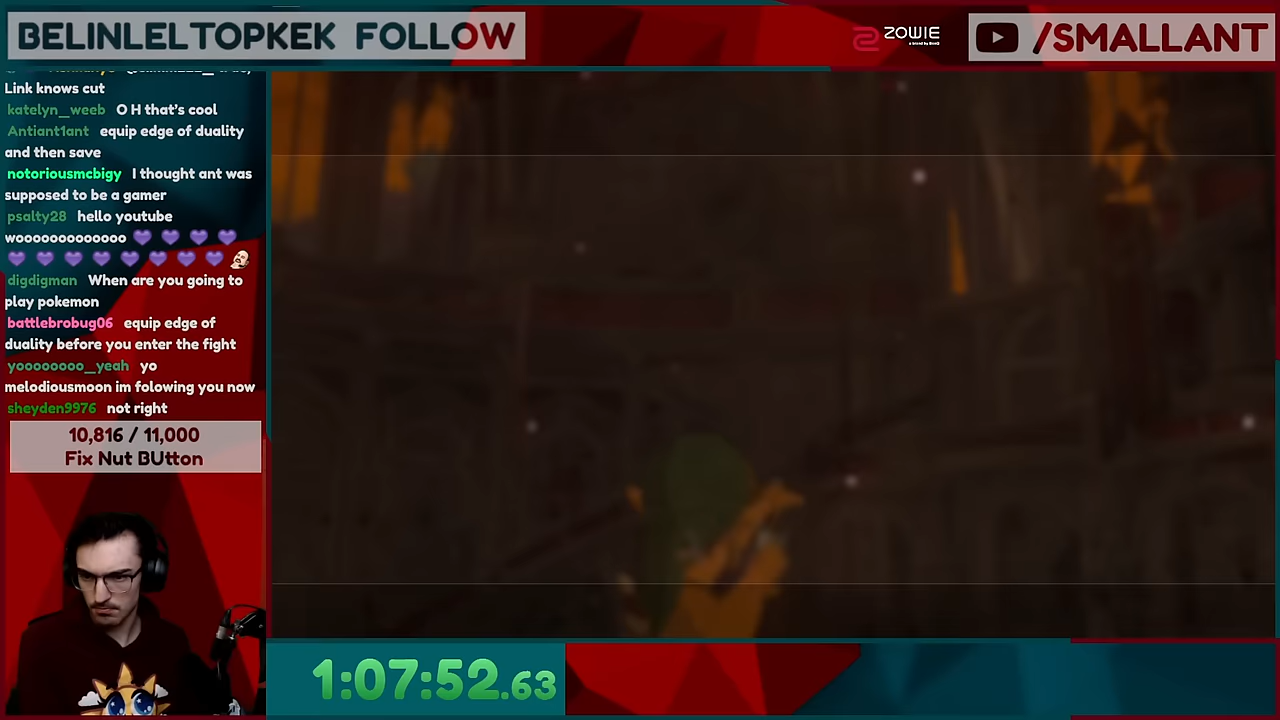 BELINLELTOPKEK FOLLOW
ZOWIE
/SMALLANT
Link knows cut
katelyn__weeb O H that's cool
Antiant1ant equip edge of duality
and then save
notoriousmcbigy I thought ant was
supposed to be a gamer
psalty28 hello youtube
wooooooooooooo
digdigman When are you going to
play pokemon
battlebrobug06 equip edge of
duality before you enter the fight
yoooooooo__yeah yo
melodiousmoon im folowing you now
sheyden9976 not right
10,816 / 11,000
Fix Nut BUtton
1:07:52.63